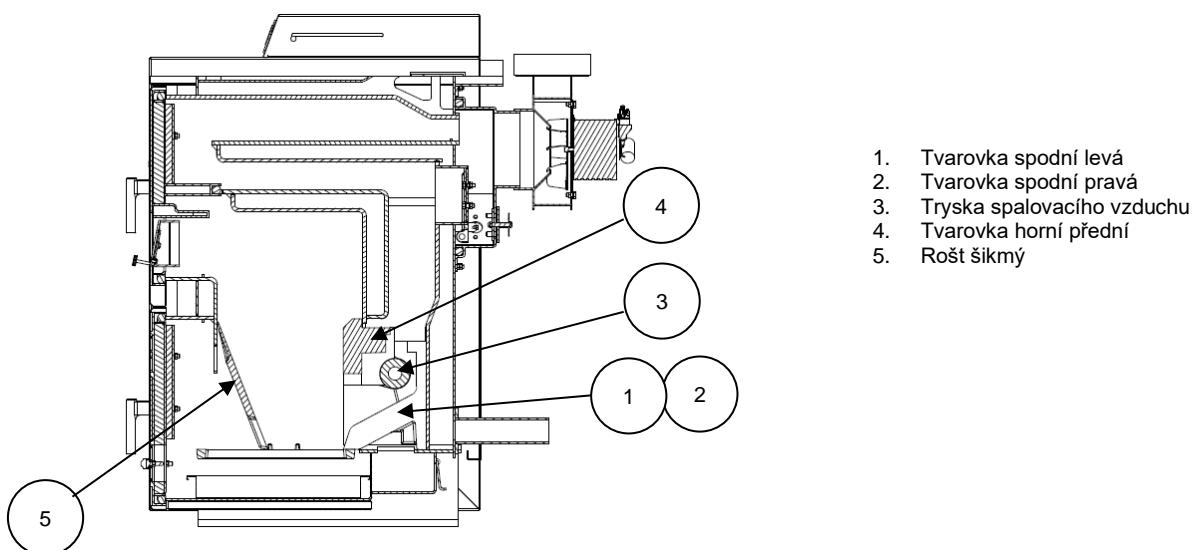 4
3
1 2
5
1. Tvarovka spodní levá
2. Tvarovka spodní pravá
3. Tryska spalovacího vzduchu
4. Tvarovka horní přední
5. Rošt šikmý